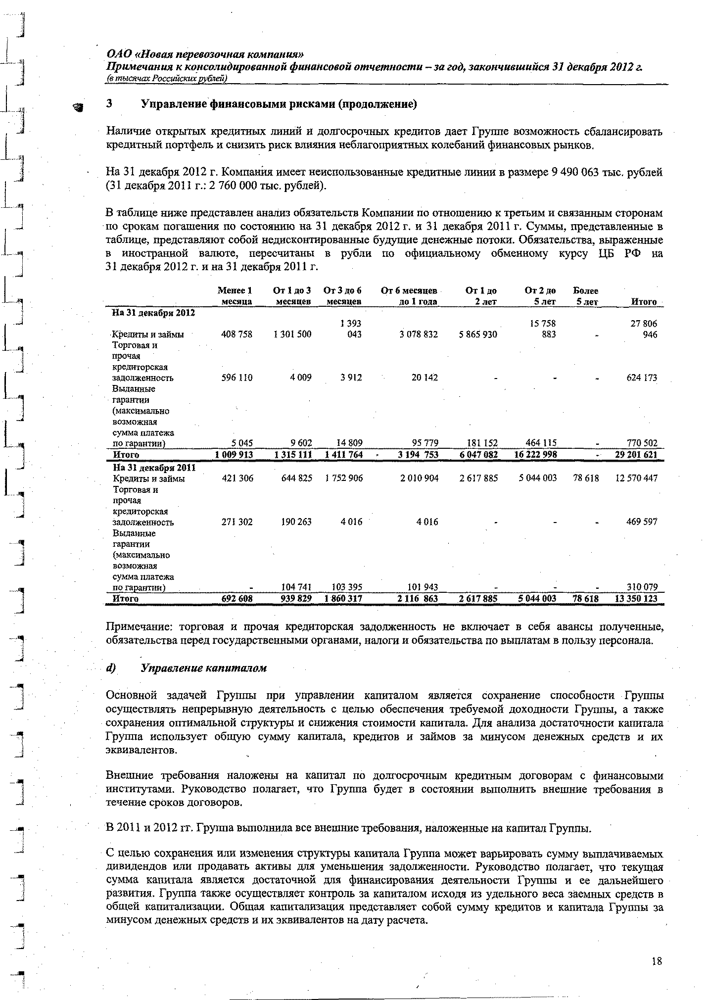 ОАО «Новая перевозочная компания»
Примечания к консолидированной финансовой отчетности – за год, закончившийся 31 декабря 2012 г.
(в тысячах Российских рублей)
3 Управление финансовыми рисками (продолжение)
Наличие открытых кредитных линий и долгосрочных кредитов дает Группе возможность сбалансировать
кредитный портфель и снизить риск влияния неблагоприятных колебаний финансовых рынков.
На 31 декабря 2012 г. Компания имеет неиспользованные кредитные линии в размере 9 490 063 тыс. рублей
(31 декабря 2011 г.: 2 760 000 тыс. рублей).
В таблице ниже представлен анализ обязательств Компании по отношению к третьим и связанным сторонам
по срокам погашения по состоянию на 31 декабря 2012 г. и 31 декабря 2011 г. Суммы, представленные в
таблице, представляют собой недисконтированные будущие денежные потоки. Обязательства, выраженные
в иностранной валюте, пересчитаны в рубли по официальному обменному курсу ЦБ РФ на
31 декабря 2012 г. и на 31 декабря 2011 г.
Менее 1 От 1 до 3 От 3 до 6 От 6 месяцев От 1 до От 2 до Более
месяца месяцев месяцев до 1 года 2 лет 5 лет 5 лет Итого
На 31 декабря 2012
1 393 15 758 27 806
Кредиты и займы 408 758 1 301 500 043 3 078 832 5 865 930 883 - 946
Торговая и
прочая
кредиторская
задолженность 596 110 4 009 3 912 20 142 - - - 624 173
Выданные
гарантии
(максимально
возможная
сумма платежа
по гарантии) 5 045 9 602 14 809 95 779 181 152 464 115 - 770 502
Итого 1 009 913 1 315 111 1 411 764 3 194 753 6 047 082 16 222 998 - 29 201 621
На 31 декабря 2011
Кредиты и займы 421 306 644 825 1 752 906 2 010 904 2 617 885 5 044 003 78 618 12 570 447
Торговая и
прочая
кредиторская
задолженность 271 302 190 263 4 016 4 016 - - - 469 597
Выданные
гарантии
(максимально
возможная
сумма платежа
по гарантии) - 104 741 103 395 101 943 - - - 310 079
Итого 692 608 939 829 1 860 317 2 116 863 2 617 885 5 044 003 78 618 13 350 123
Примечание: торговая и прочая кредиторская задолженность не включает в себя авансы полученные,
обязательства перед государственными органами, налоги и обязательства по выплатам в пользу персонала.
d) Управление капиталом
Основной задачей Группы при управлении капиталом является сохранение способности Группы
осуществлять непрерывную деятельность с целью обеспечения требуемой доходности Группы, а также
сохранения оптимальной структуры и снижения стоимости капитала. Для анализа достаточности капитала
Группа использует общую сумму капитала, кредитов и займов за минусом денежных средств и их
эквивалентов.
Внешние требования наложены на капитал по долгосрочным кредитным договорам с финансовыми
институтами. Руководство полагает, что Группа будет в состоянии выполнить внешние требования в
течение сроков договоров.
В 2011 и 2012 гг. Группа выполнила все внешние требования, наложенные на капитал Группы.
С целью сохранения или изменения структуры капитала Группа может варьировать сумму выплачиваемых
дивидендов или продавать активы для уменьшения задолженности. Руководство полагает, что текущая
сумма капитала является достаточной для финансирования деятельности Группы и ее дальнейшего
развития. Группа также осуществляет контроль за капиталом исходя из удельного веса заемных средств в
общей капитализации. Общая капитализация представляет собой сумму кредитов и капитала Группы за
минусом денежных средств и их эквивалентов на дату расчета.
18